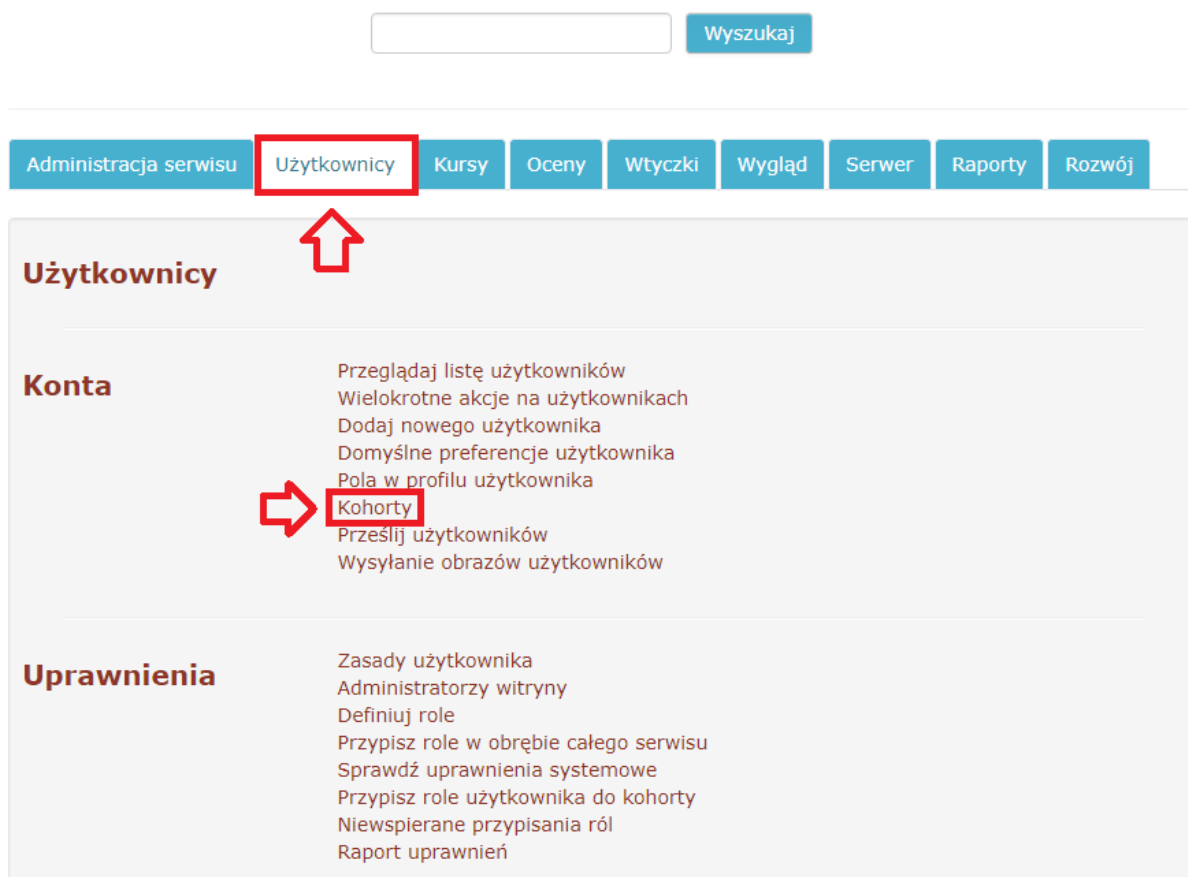 Wyszukaj
Administracja serwisu Użytkownicy Kursy Oceny Wtyczki Wygląd Serwer Raporty Rozwój
Użytkownicy
Konta
Przeglądaj listę użytkowników
Wielokrotne akcje na użytkownikach
Dodaj nowego użytkownika
Domyślne preferencje użytkownika
Pola w profilu użytkownika
Kohorty
Prześlij użytkowników
Wysyłanie obrazów użytkowników
Uprawnienia
Zasady użytkownika
Administratorzy witryny
Definiuj role
Przypisz role w obrębie całego serwisu
Sprawdź uprawnienia systemowe
Przypisz role użytkownika do kohorty
Niewspierane przypisania ról
Raport uprawnień